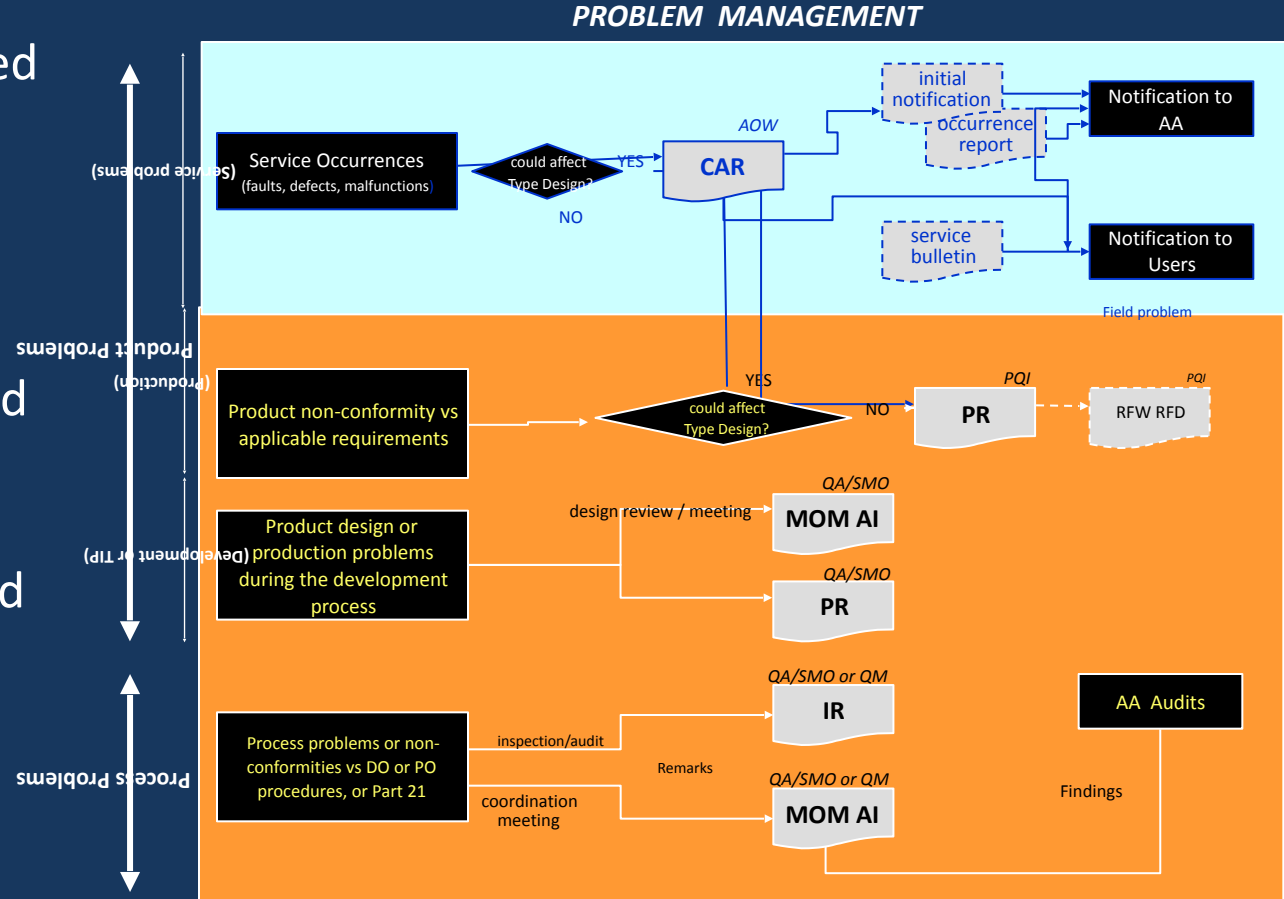 PROBLEM MANAGEMENT
ed
d
d
Product Problems
(Service problems)
(Production)
(Development or TIP)
Process Problems
Service Occurrences
(faults, defects, malfunctions)
could affect
Type Design?
YES
NO
AOW
CAR
initial
notification
occurrence
report
Notification to
AA
service
bulletin
Notification to
Users
Field problem
Product non-conformity vs
applicable requirements
could affect
Type Design?
YES
NO
PQI
PR
PQI
RFW RFD
Product design or
production problems
during the development
process
design review / meeting
QA/SMO
MOM AI
QA/SMO
PR
Process problems or non-
conformities vs DO or PO
procedures, or Part 21
inspection/audit
coordination
meeting
Remarks
QA/SMO or QM
IR
QA/SMO or QM
MOM AI
AA Audits
Findings